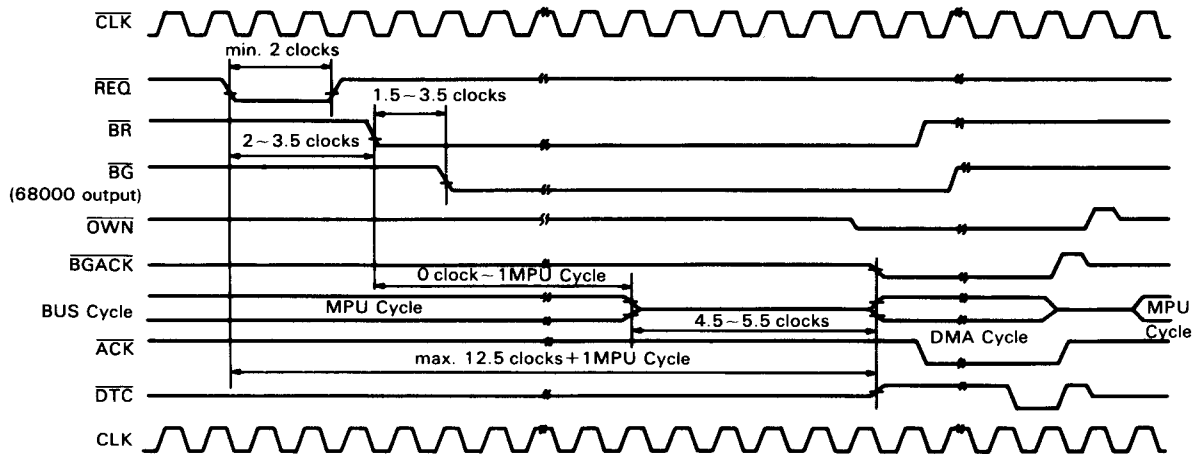 CLK
min. 2 clocks
REQ
1.5~3.5 clocks
BR
2~3.5 clocks
BG
(68000 output)
OWN
BGACK
0 clock~1MPU Cycle
BUS Cycle
MPU Cycle
MPU
Cycle
4.5~5.5 clocks
DMA Cycle
ACK
max. 12.5 clocks+1MPU Cycle
DTC
CLK